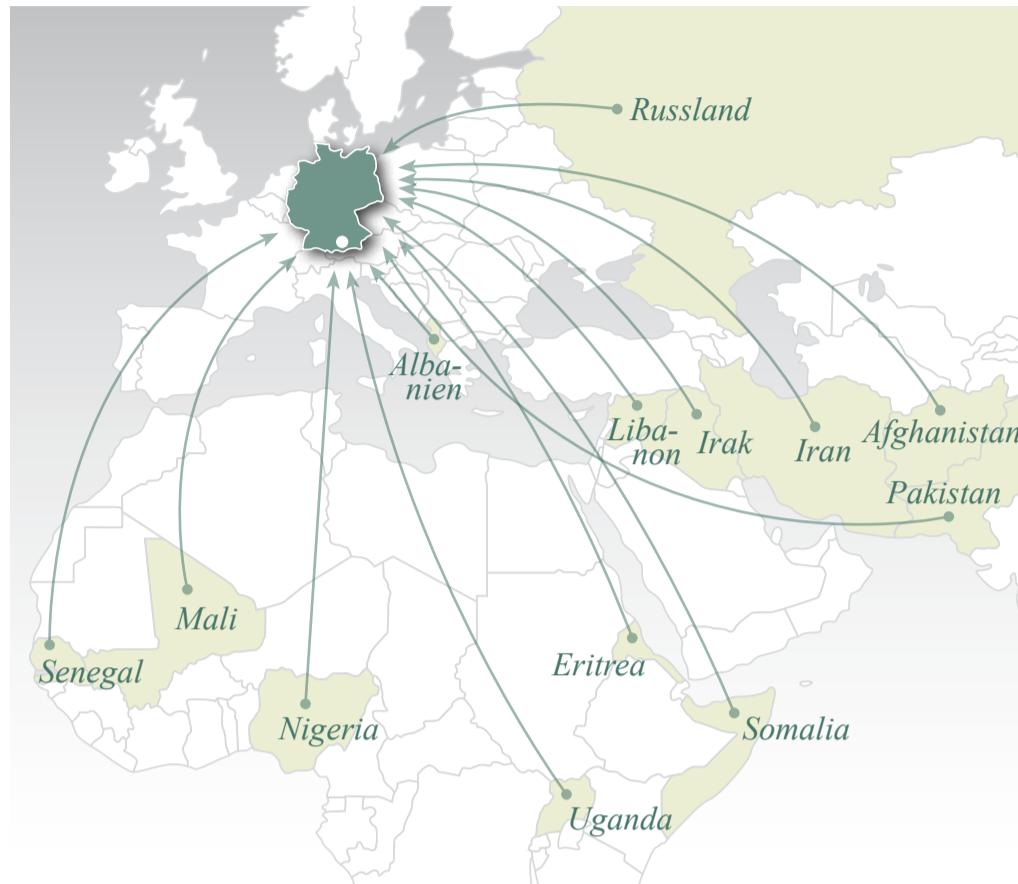 Russland
Alba-
nien
Liba-
non
Irak
Iran
Afghanistan
Pakistan
Mali
Senegal
Nigeria
Eritrea
Somalia
Uganda